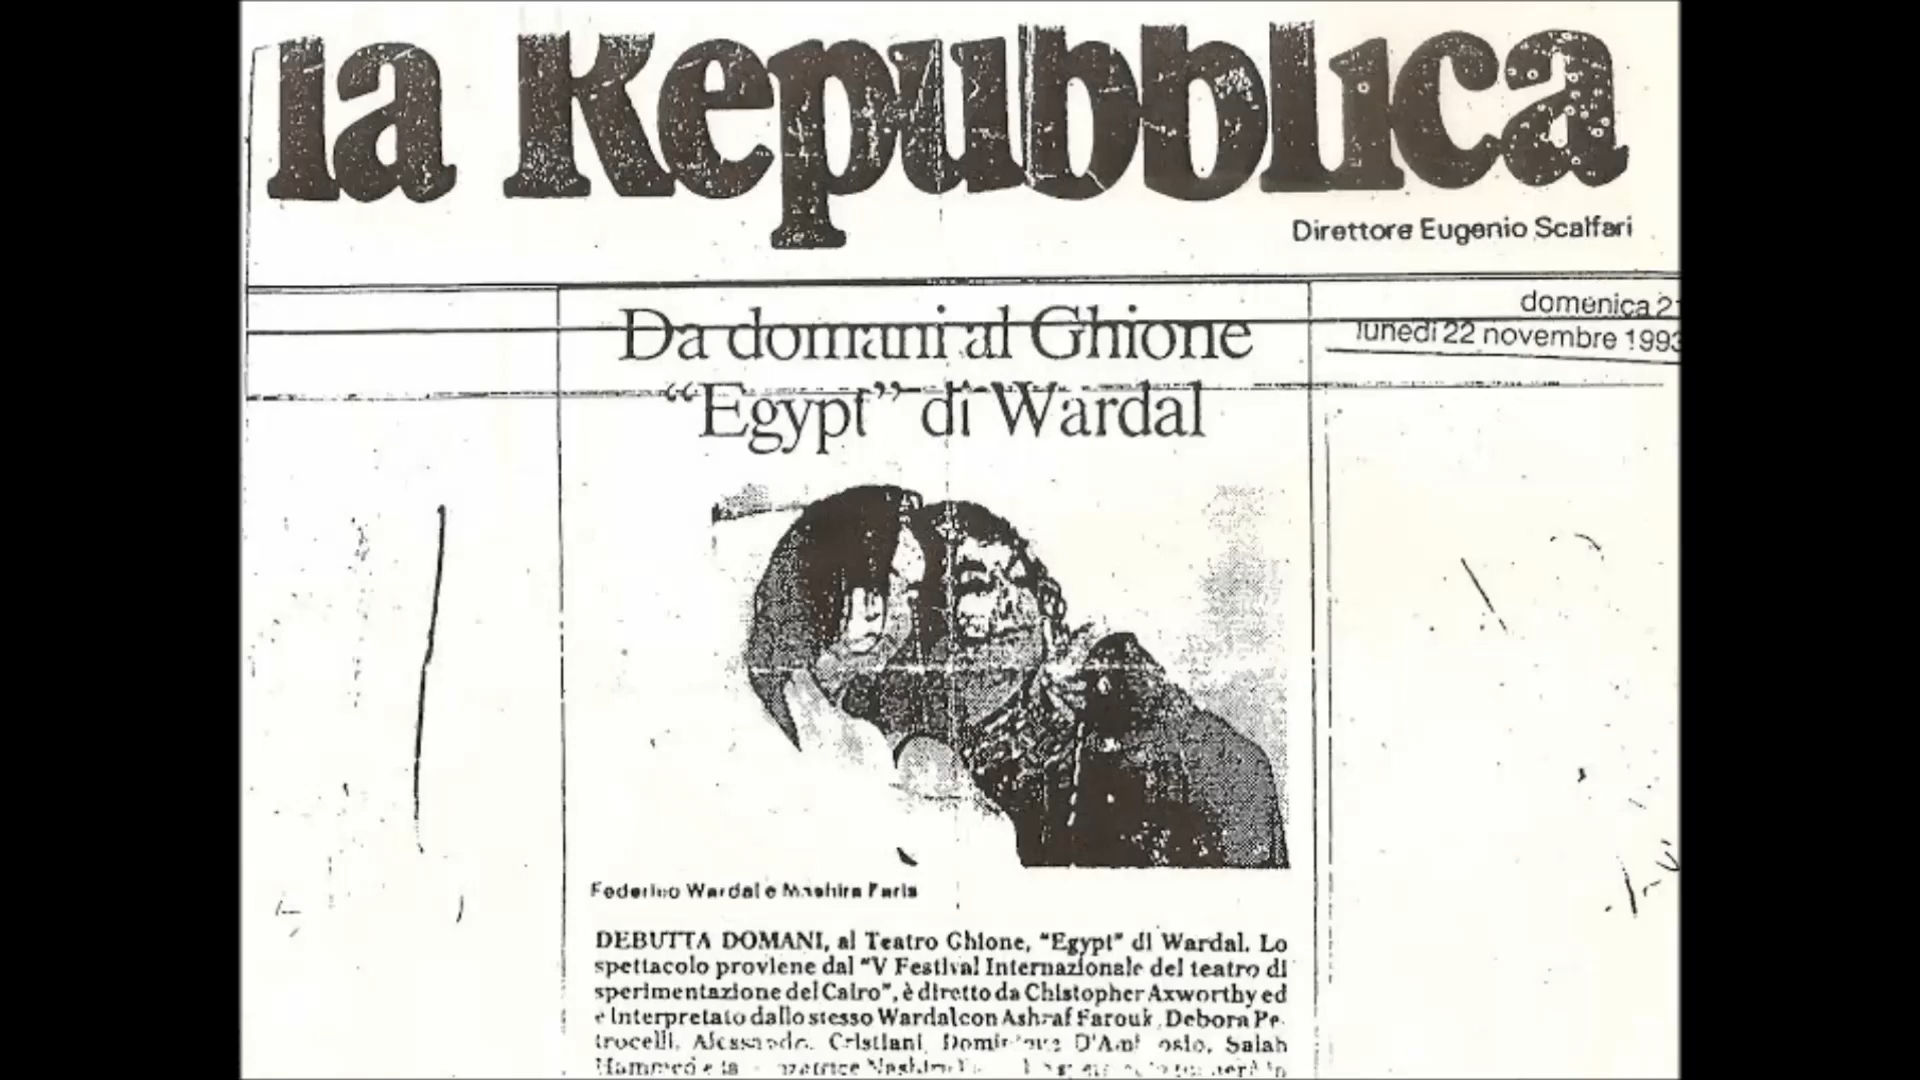 la Repubblica
Direttore Eugenio Scalfari
domenica 21
lunedì 22 novembre 1993
Da domani al Ghione
“Egypt” di Wardal
Federico Wardal e Mashira Faris
DEBUTTA DOMANI, al Teatro Ghione, “Egypt” di Wardal. Lo
spettacolo proviene dal “V Festival Internazionale del teatro di
sperimentazione del Cairo”, è diretto da Chistopher Axworthy ed
e interpretato dallo stesso Wardal con Ashraf Farouk, Debora Pe-
trocelli, Alessandro Cristiani, D'Ambrosio, Salah
Hammed e la